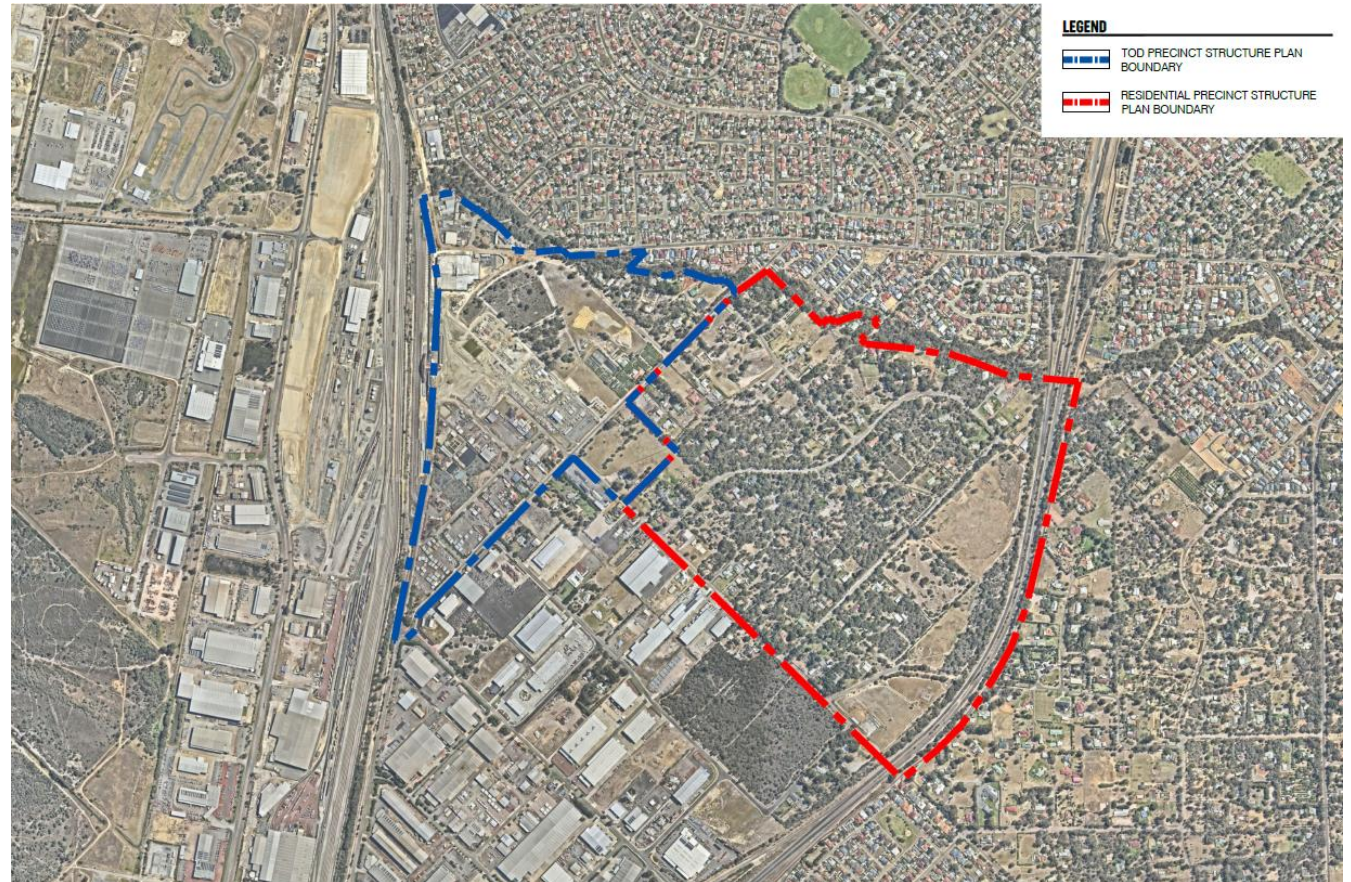 LEGEND
TOD PRECINCT STRUCTURE PLAN
BOUNDARY
RESIDENTIAL PRECINCT STRUCTURE
PLAN BOUNDARY